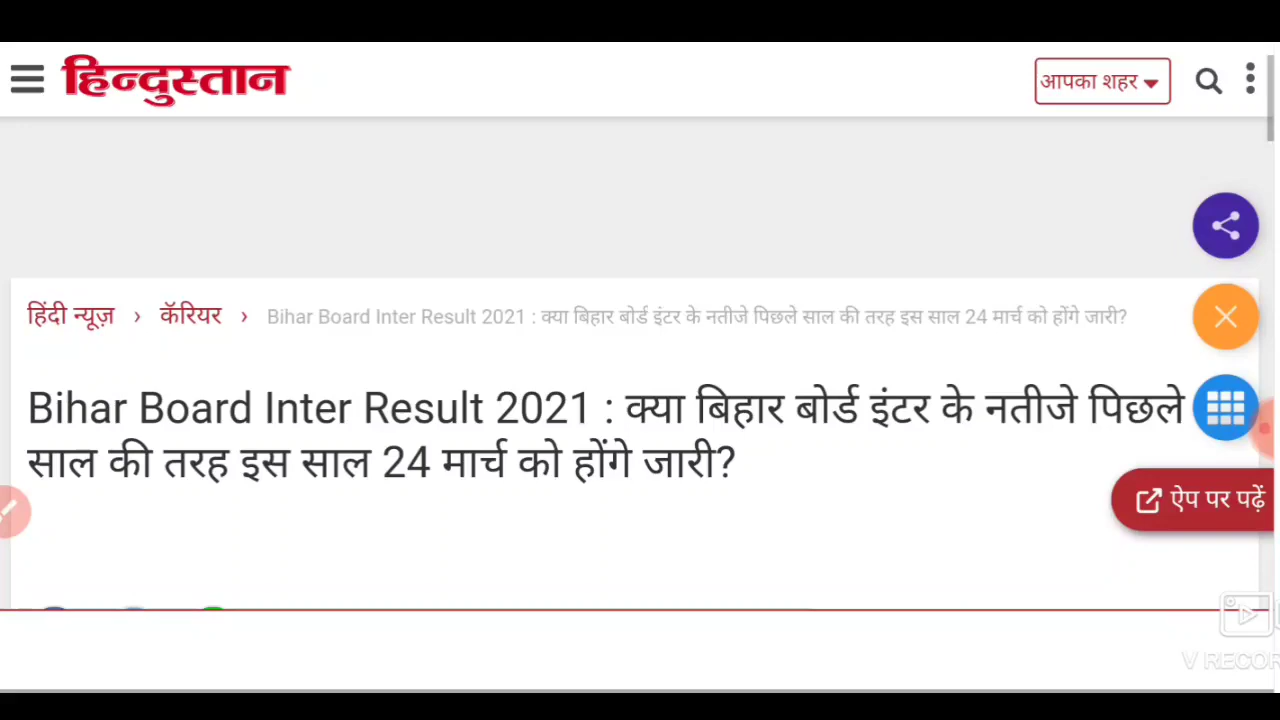 हिन्दुस्तान
आपका शहर
हिंदी न्यूज़ › कॅरियर › Bihar Board Inter Result 2021 : क्या बिहार बोर्ड इंटर के नतीजे पिछले साल की तरह इस साल 24 मार्च को होंगे जारी?
Bihar Board Inter Result 2021 : क्या बिहार बोर्ड इंटर के नतीजे पिछले
साल की तरह इस साल 24 मार्च को होंगे जारी?
ऐप पर पढ़ें
V RECOR